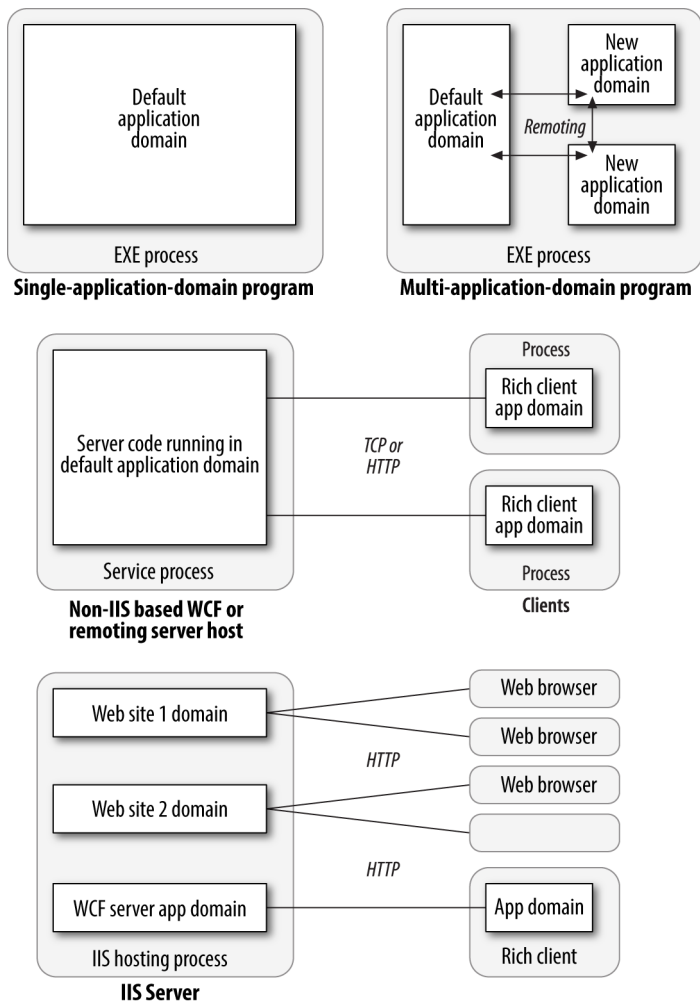 Default
application
domain
EXE process
Single-application-domain program
Default
application
domain
Remoting
New
application
domain
New
application
domain
EXE process
Multi-application-domain program
Server code running in
default application domain
Service process
Non-IIS based WCF or
remoting server host
TCP or
HTTP
Process
Rich client
app domain
Rich client
app domain
Process
Clients
Web site 1 domain
Web site 2 domain
WCF server app domain
IIS hosting process
IIS Server
HTTP
HTTP
Web browser
Web browser
Web browser
App domain
Rich client